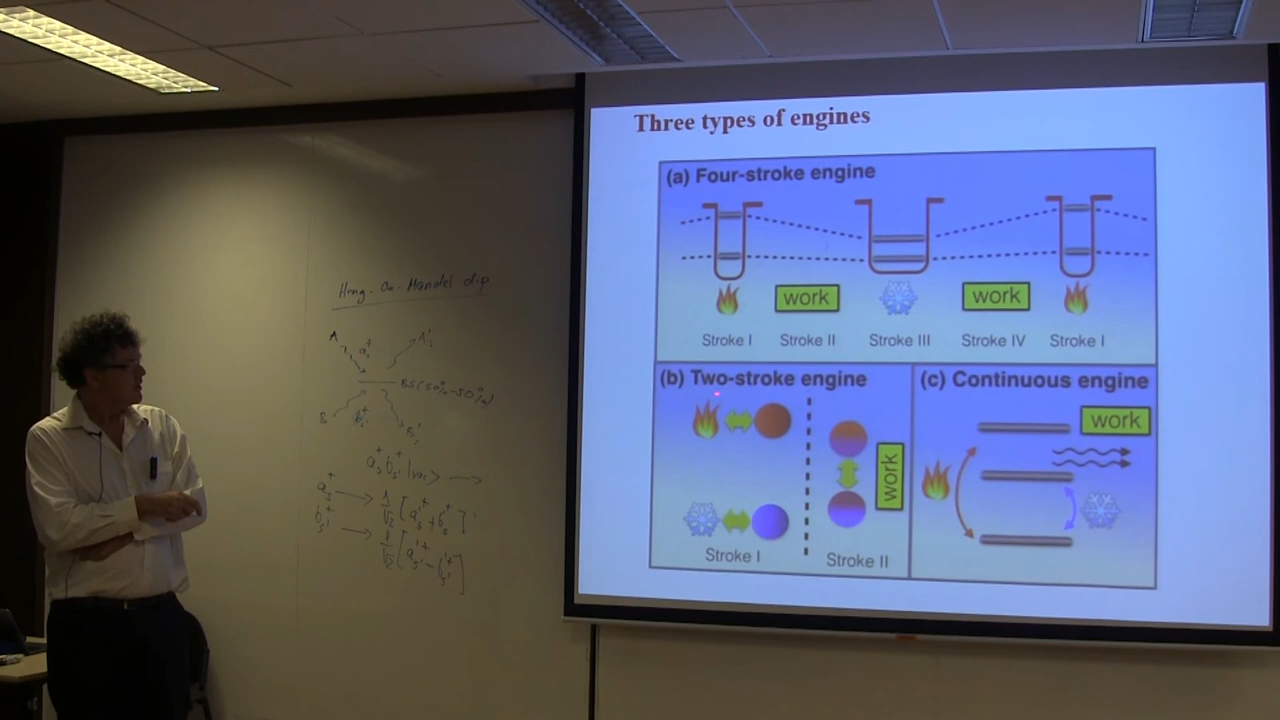 Hong-Ou-Mandel dip
A
B
BS (50%-50%)
Three types of engines
(a) Four-stroke engine
work
work
Stroke I
Stroke II
Stroke III
Stroke IV
Stroke I
(b) Two-stroke engine
work
Stroke I
Stroke II
(c) Continuous engine
work